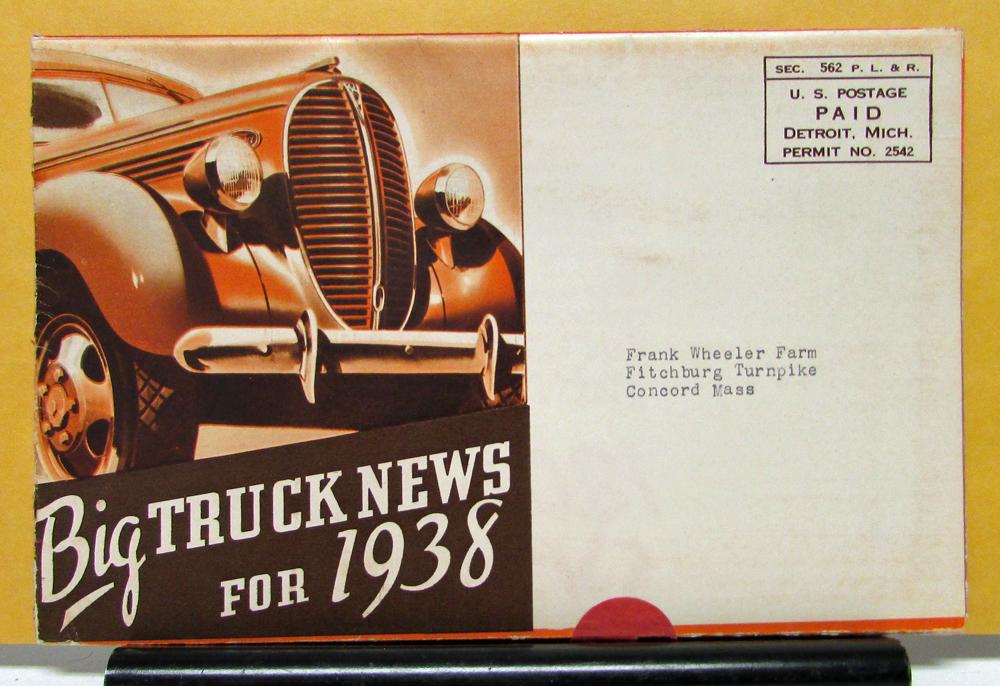 Big TRUCK NEWS
FOR 1938
SEC. 562 P. L. & R.
U. S. POSTAGE
PAID
DETROIT, MICH.
PERMIT NO. 2542
Frank Wheeler Farm
Fitchburg Turnpike
Concord Mass